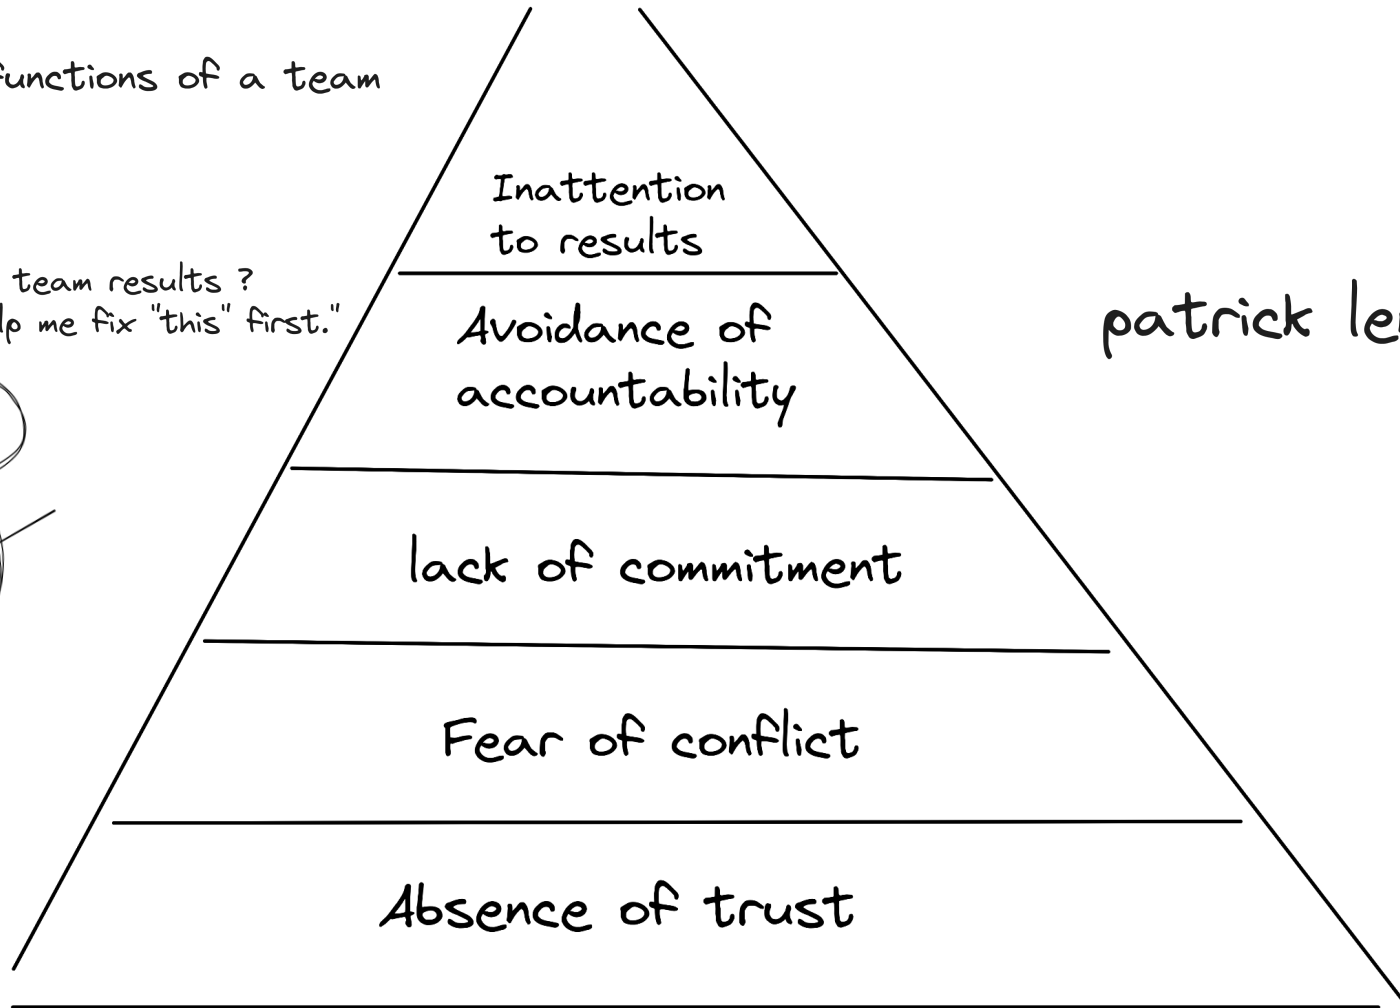 functions of a team
Inattention
to results
team results ?
lp me fix "this" first."
Avoidance of
accountability
patrick le
lack of commitment
Fear of conflict
Absence of trust